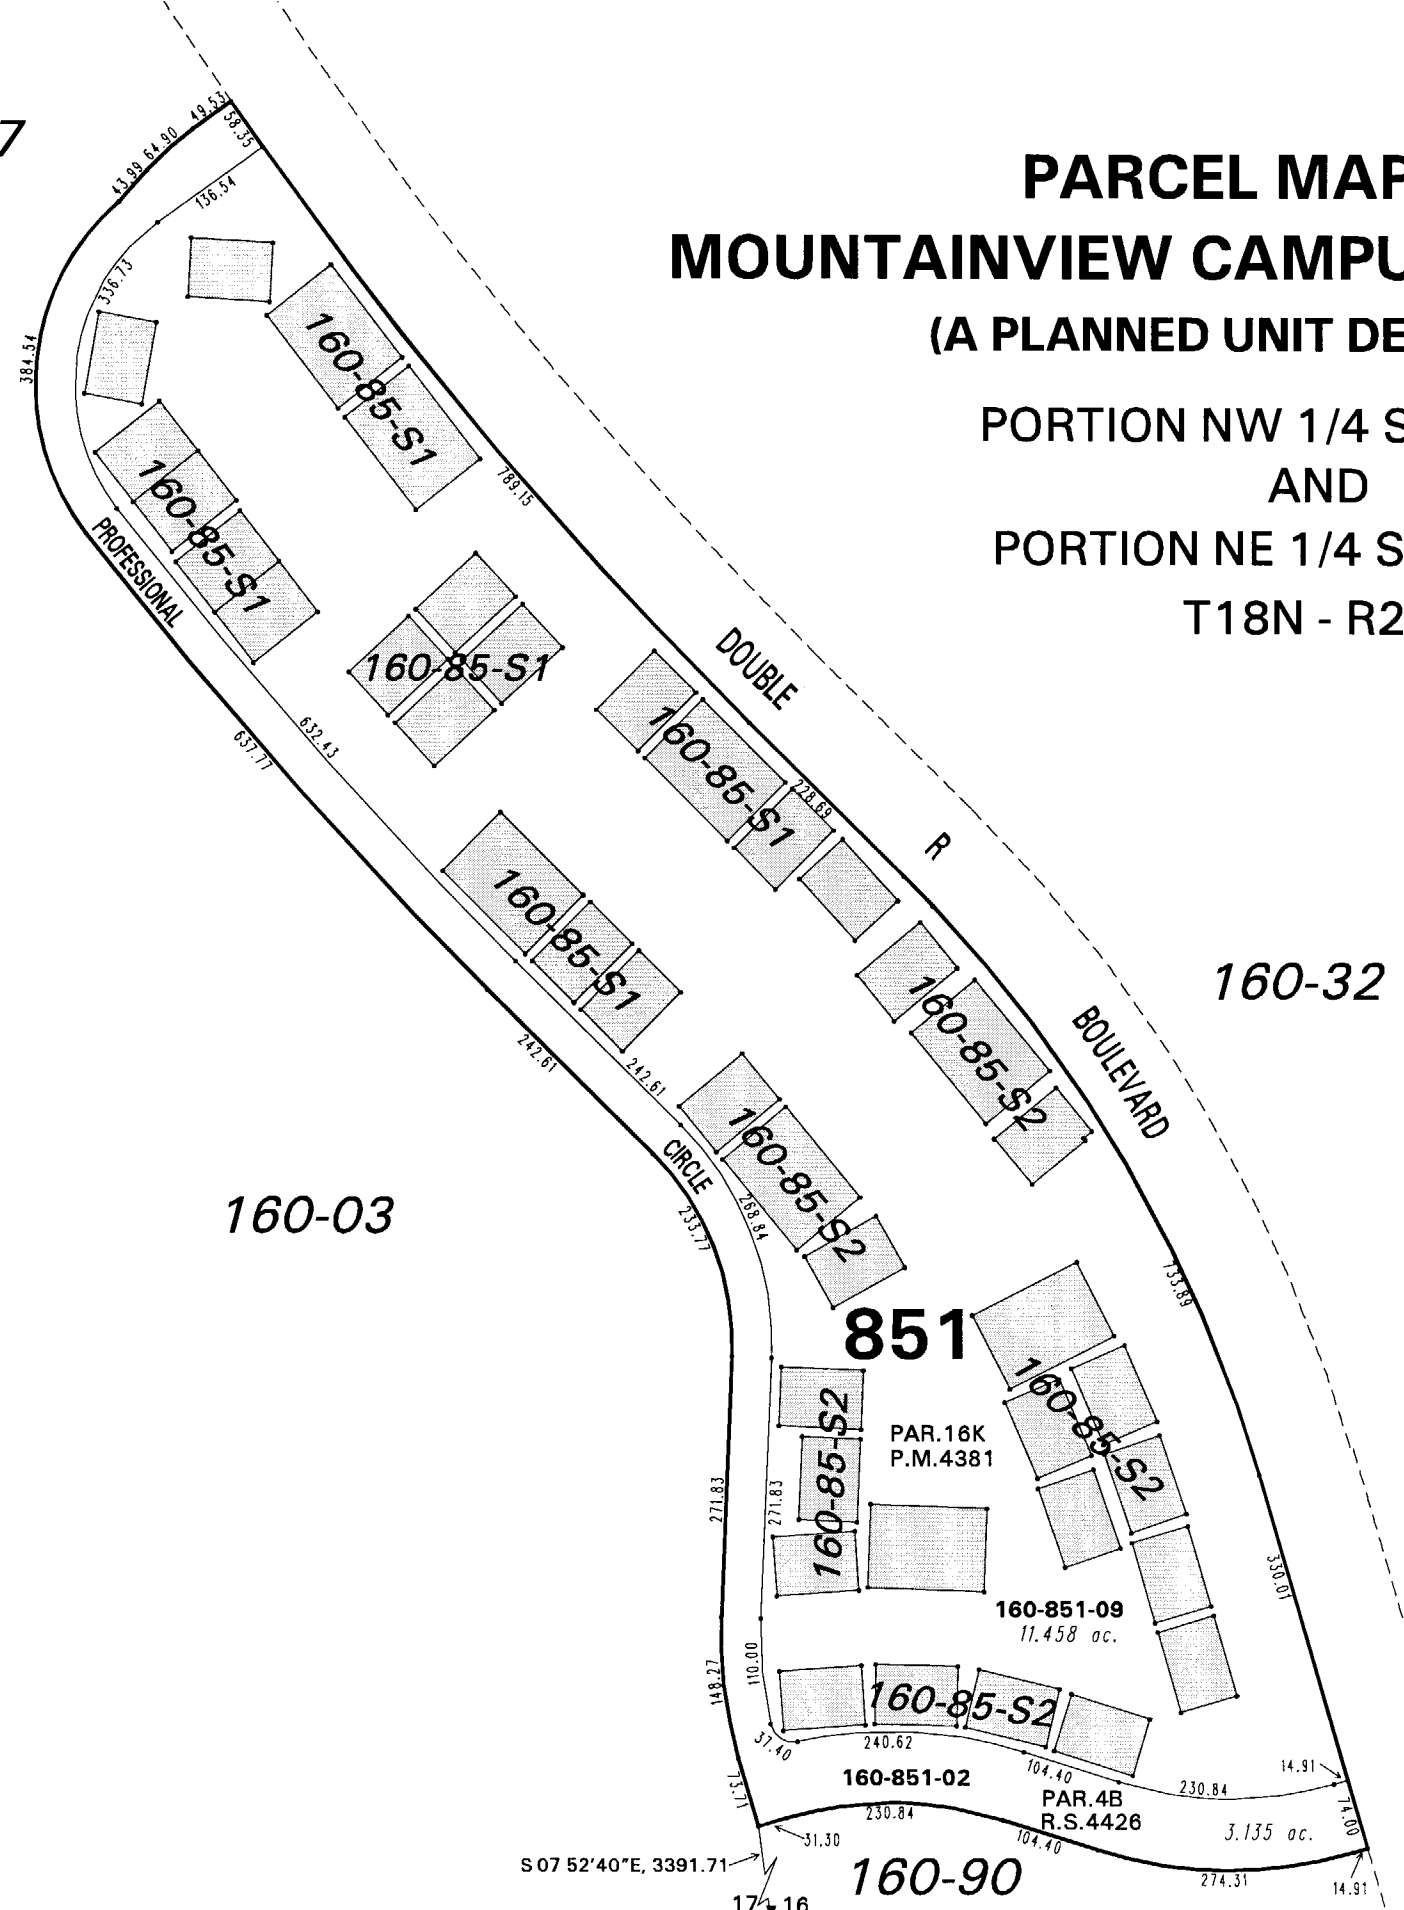 7
PARCEL MAP
MOUNTAINVIEW CAMPU
(A PLANNED UNIT DE
PORTION NW 1/4 S
AND
PORTION NE 1/4 S
T18N - R2
49.53
58.35
64.90
43.99
136.54
336.73
384.54
160-85-S1
160-85-S1
789.15
PROFESSIONAL
160-85-S1
DOUBLE
632.43
637.77
160-85-S1
228.69
R
160-85-S1
160-32
160-85-S2
BOULEVARD
242.61
242.61
CIRCLE
160-85-S2
160-03
268.84
233.77
733.89
851
160-85-S2
160-85-S2
PAR.16K
P.M.4381
271.83
271.83
330.01
160-851-09
11.458 ac.
110.00
148.27
160-85-S2
37.40
240.62
104.40
14.91
160-851-02
230.84
73.71
PAR.4B
R.S.4426
74.00
230.84
3.135 ac.
31.30
104.40
S 07 52'40"E, 3391.71
160-90
274.31
14.91
17 16